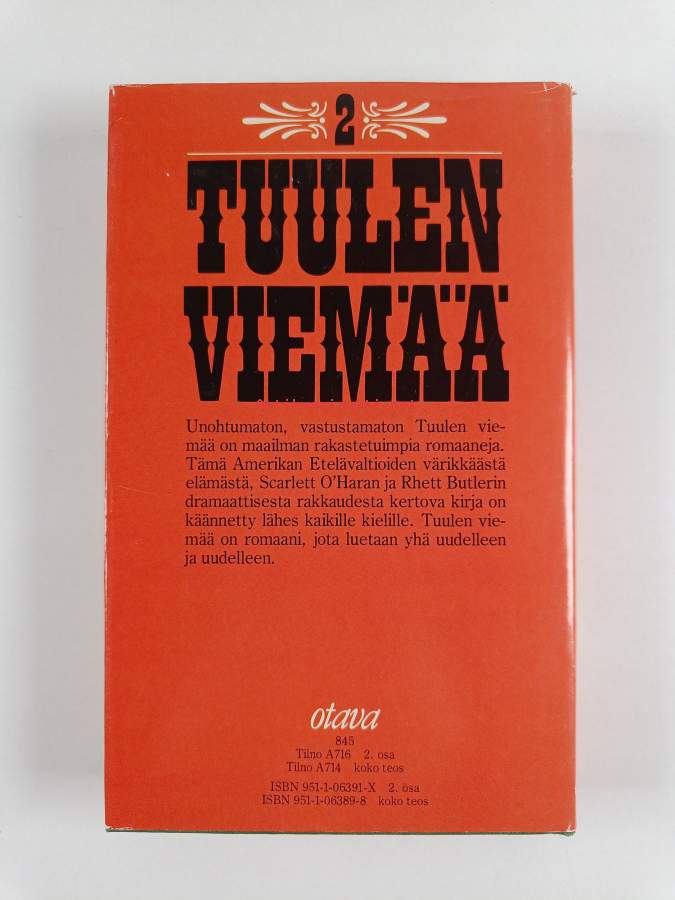 2
TUULEN
VIEMÄÄ
Unohtumaton, vastustamaton Tuulen vie-
mää on maailman rakastetuimpia romaaneja.
Tämä Amerikan Etelävaltioiden värikkäästä
elämästä, Scarlett O'Haran ja Rhett Butlerin
dramaattisesta rakkaudesta kertova kirja on
käännetty lähes kaikille kielille. Tuulen vie-
mää on romaani, jota luetaan yhä uudelleen
ja uudelleen.
otava
845
Tilno A716 2. osa
Tilno A714 koko teos
ISBN 951-1-06391-X 2. osa
ISBN 951-1-06389-8 koko teos